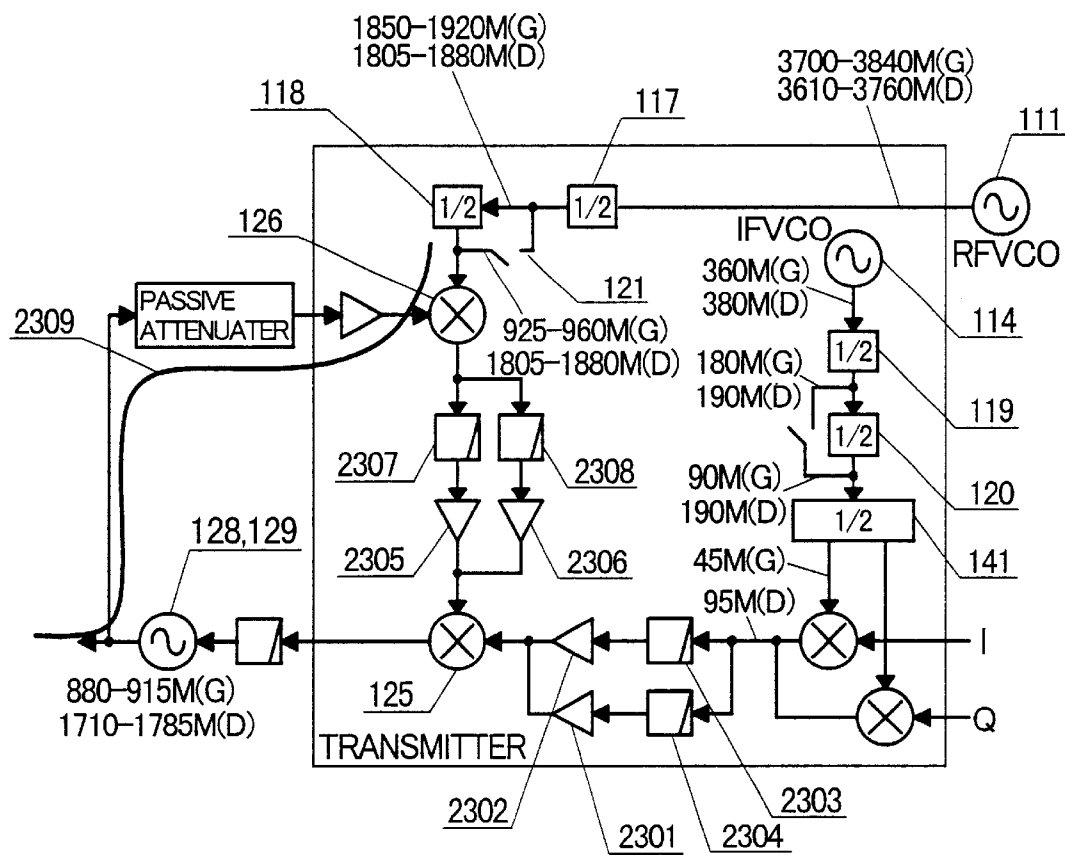 1850-1920M(G)
1805-1880M(D)
3700-3840M(G)
3610-3760M(D)
118
117
111
1/2
1/2
126
IFVCO
RFVCO
360M(G)
380M(D)
121
PASSIVE
ATTENUATER
114
2309
925-960M(G)
1805-1880M(D)
1/2
180M(G)
190M(D)
119
1/2
2307
2308
90M(G)
190M(D)
120
1/2
128,129
2305
2306
45M(G)
141
95M(D)
I
880-915M(G)
1710-1785M(D)
125
Q
TRANSMITTER
2302
2303
2301
2304